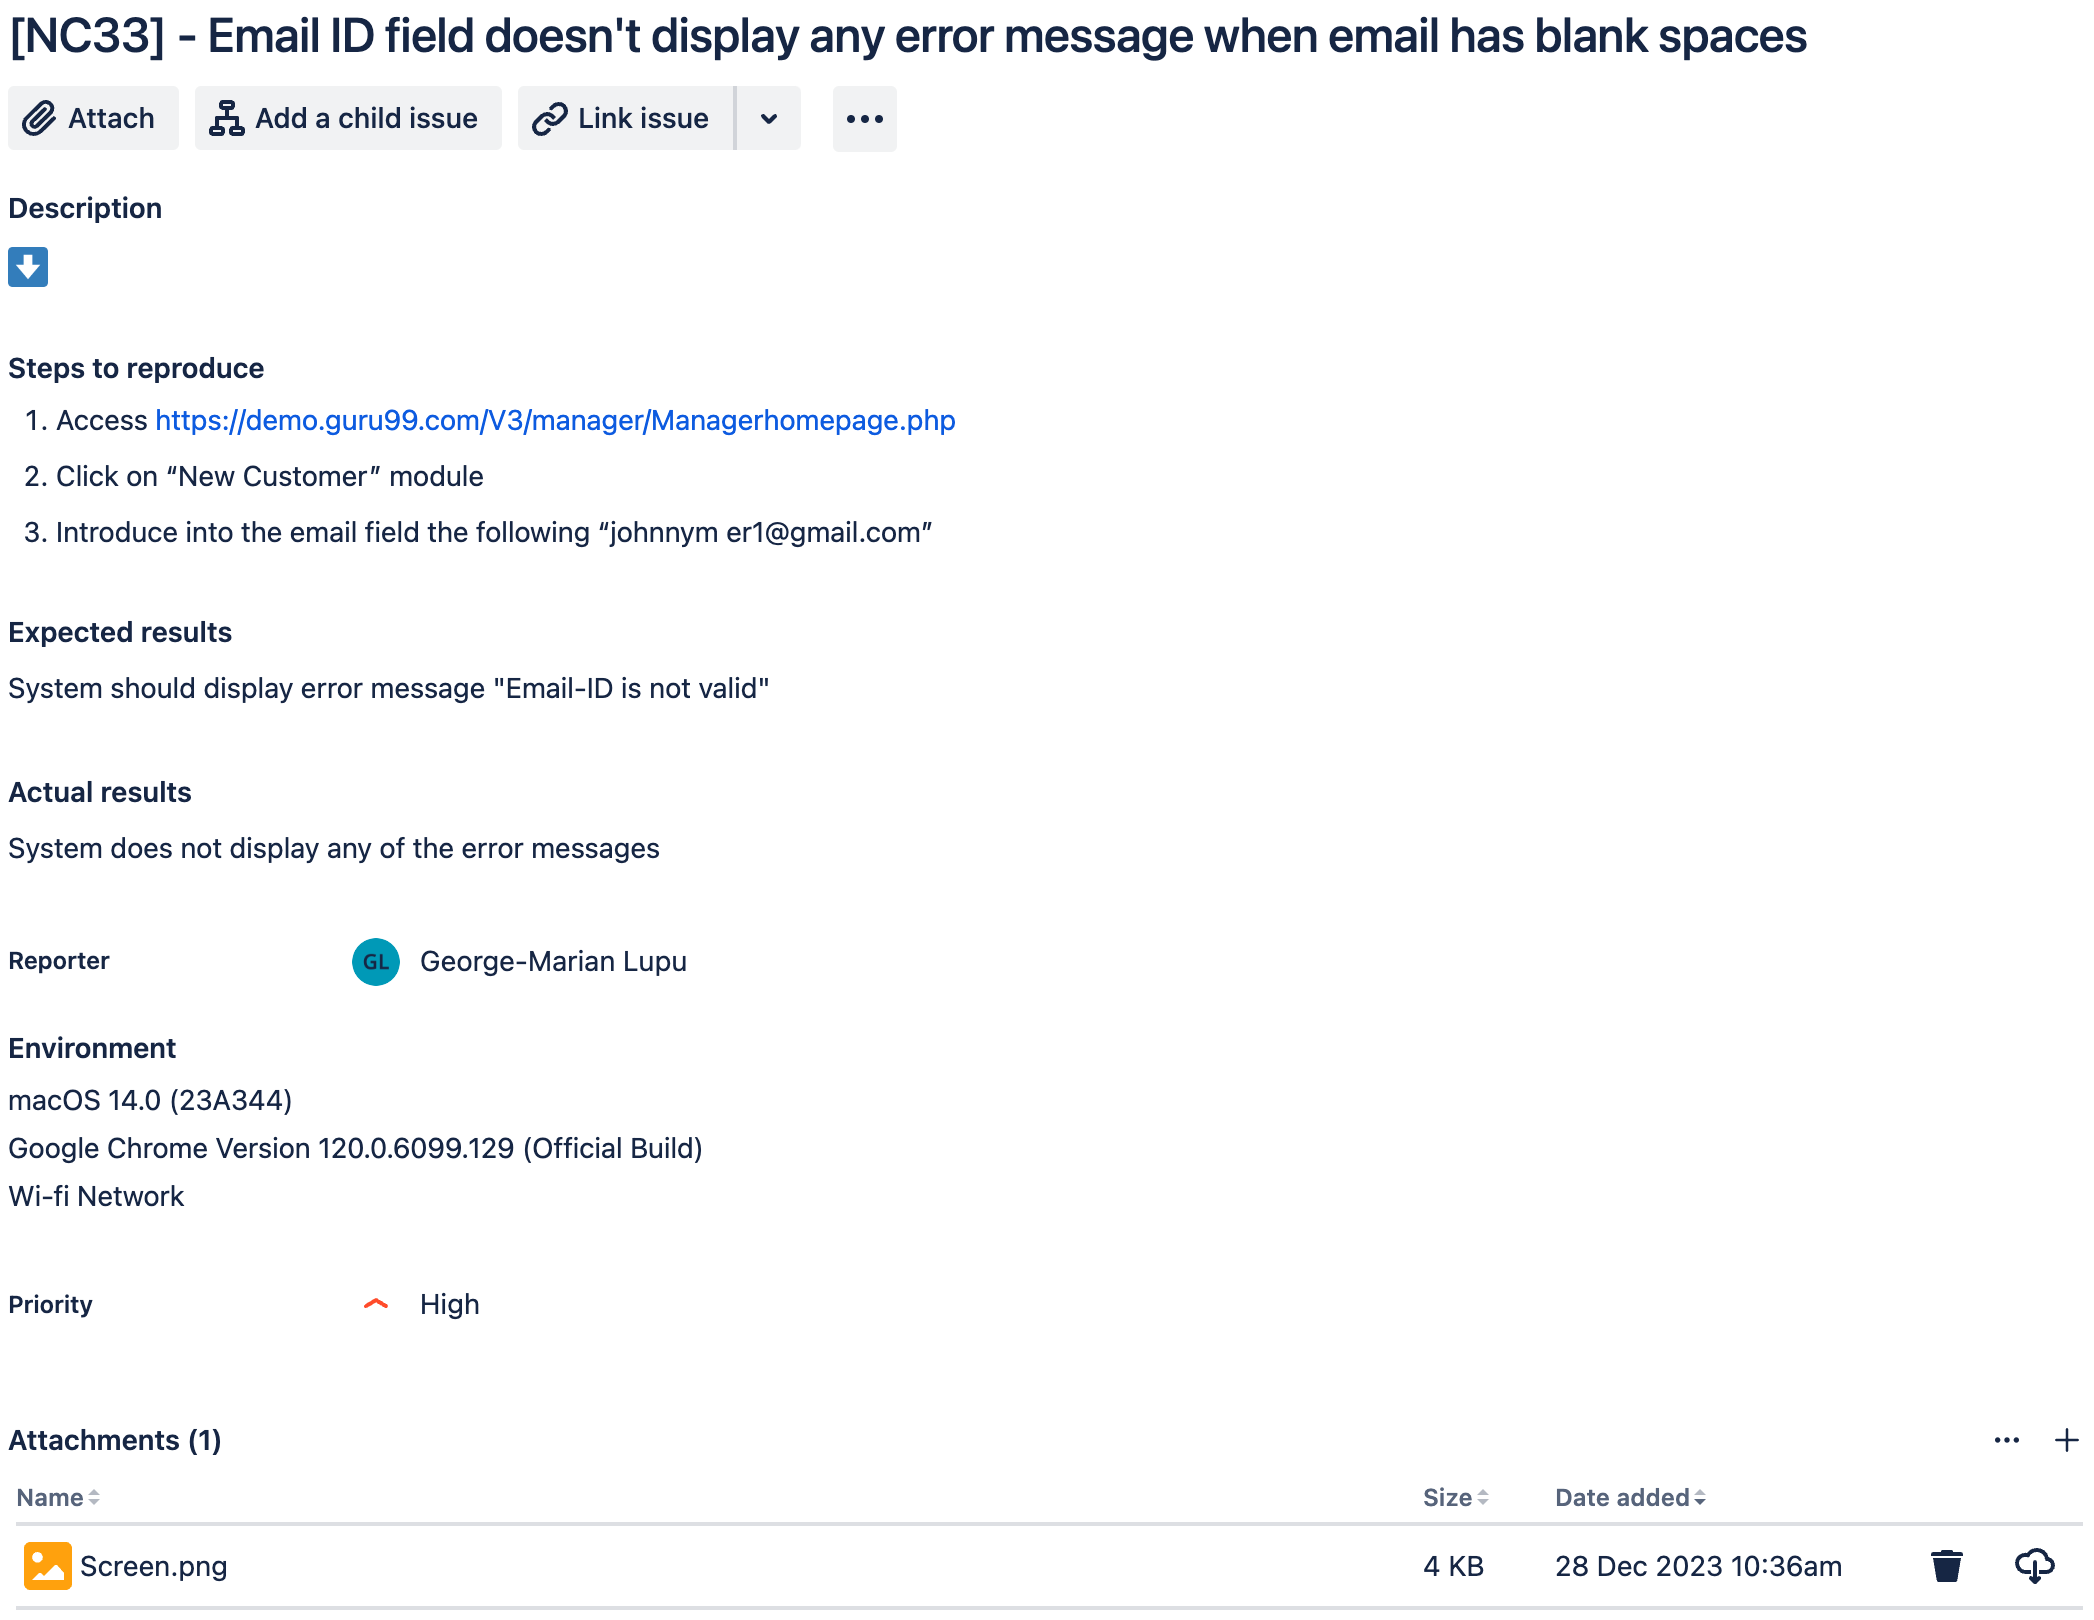 [NC33] - Email ID field doesn't display any error message when email has blank spaces
Attach
Add a child issue
Link issue
Description
Steps to reproduce
1. Access https://demo.guru99.com/V3/manager/Managerhomepage.php
2. Click on “New Customer” module
3. Introduce into the email field the following “johnnym er1@gmail.com”
Expected results
System should display error message "Email-ID is not valid"
Actual results
System does not display any of the error messages
Reporter GL George-Marian Lupu
Environment
macOS 14.0 (23A344)
Google Chrome Version 120.0.6099.129 (Official Build)
Wi-fi Network
Priority High
Attachments (1)
Name Size Date added
Screen.png 4 KB 28 Dec 2023 10:36am